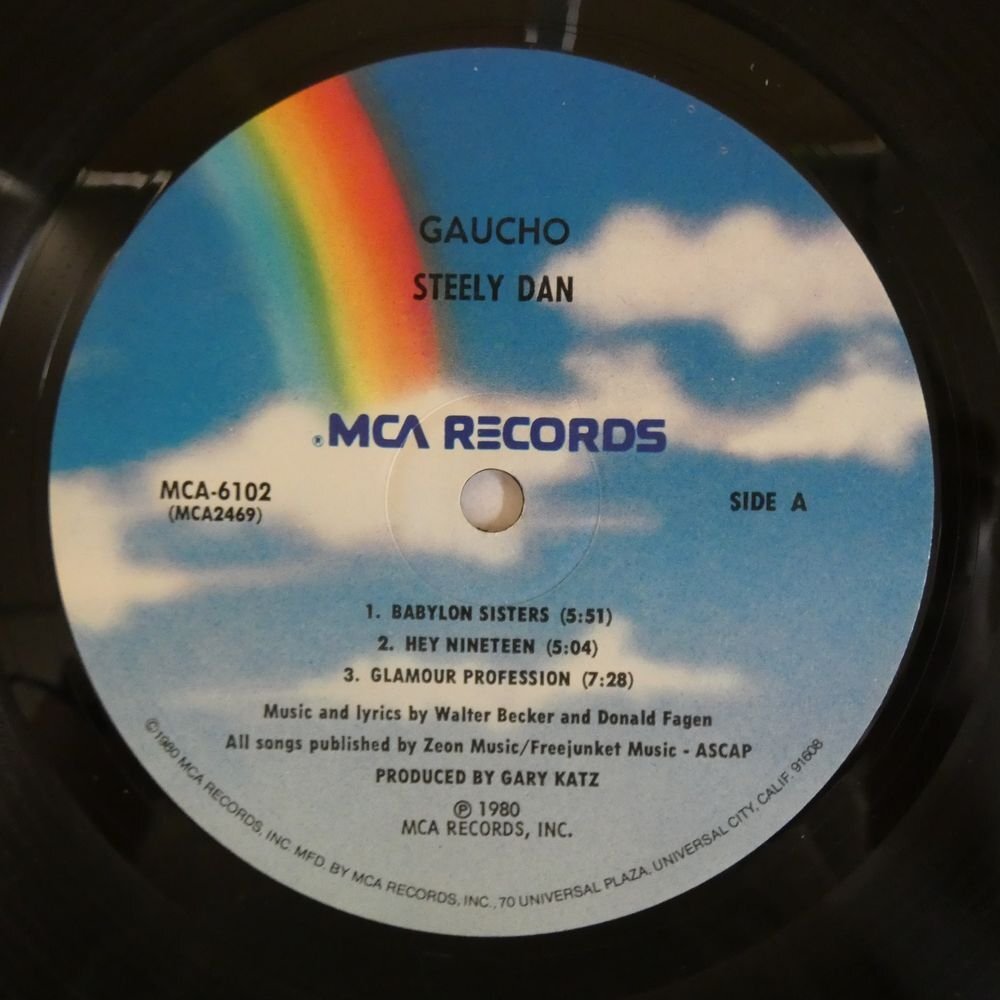 GAUCHO
STEELY DAN
®MCA RECORDS
MCA-6102
(MCA2469)
SIDE A
1. BABYLON SISTERS (5:51)
2. HEY NINETEEN (5:04)
3. GLAMOUR PROFESSION (7:28)
Music and lyrics by Walter Becker and Donald Fagen
All songs published by Zeon Music/Freejunket Music - ASCAP
PRODUCED BY GARY KATZ
℗ 1980
MCA RECORDS, INC.
©1980 MCA RECORDS, INC. MFD. BY MCA RECORDS, INC., 70 UNIVERSAL PLAZA, UNIVERSAL CITY, CALIF. 91608